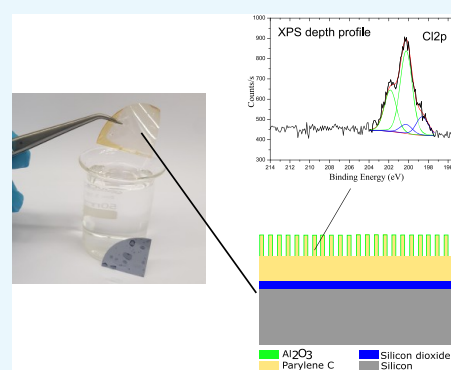 XPS depth profile
Cl2p
Counts/s
1000
900
800
700
600
500
400
300
214 212 210 208 206 204 202 200 198 196 194
Binding Energy (eV)
Al2O3
Silicon dioxide
Parylene C
Silicon